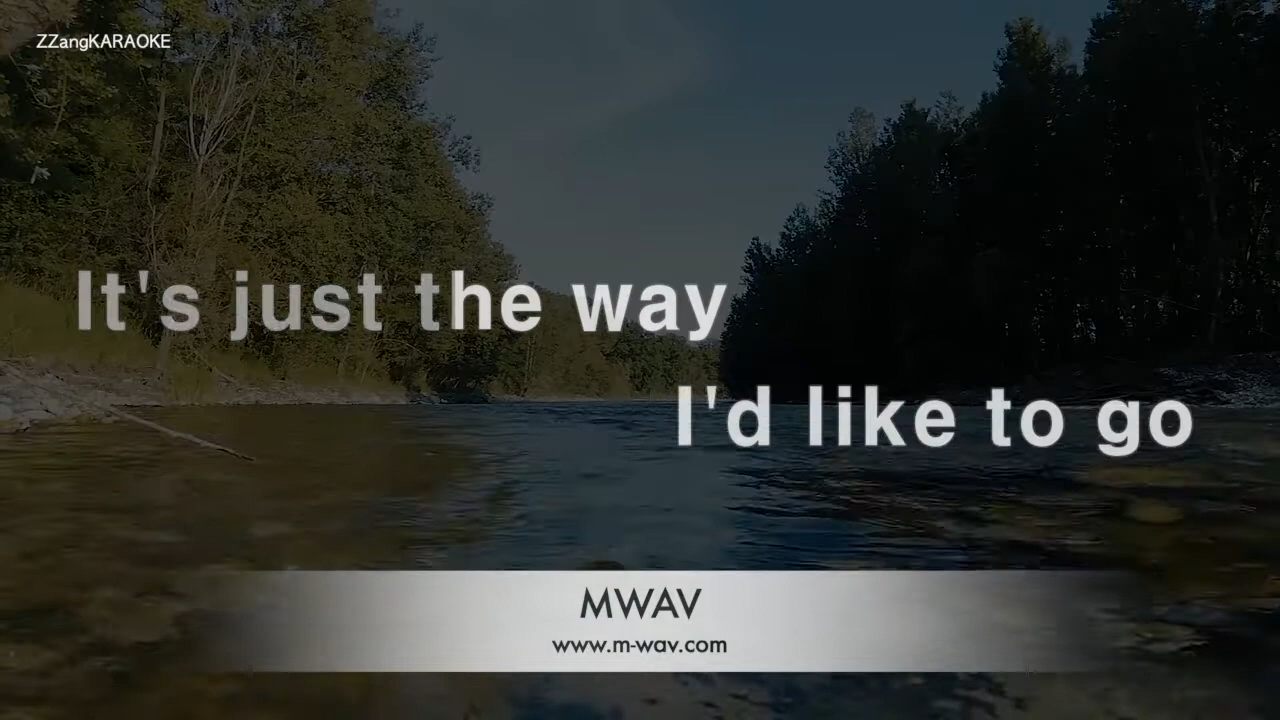 ZZangKARAOKE
It's just the way
I'd like to go
MWAV
www.m-wav.com